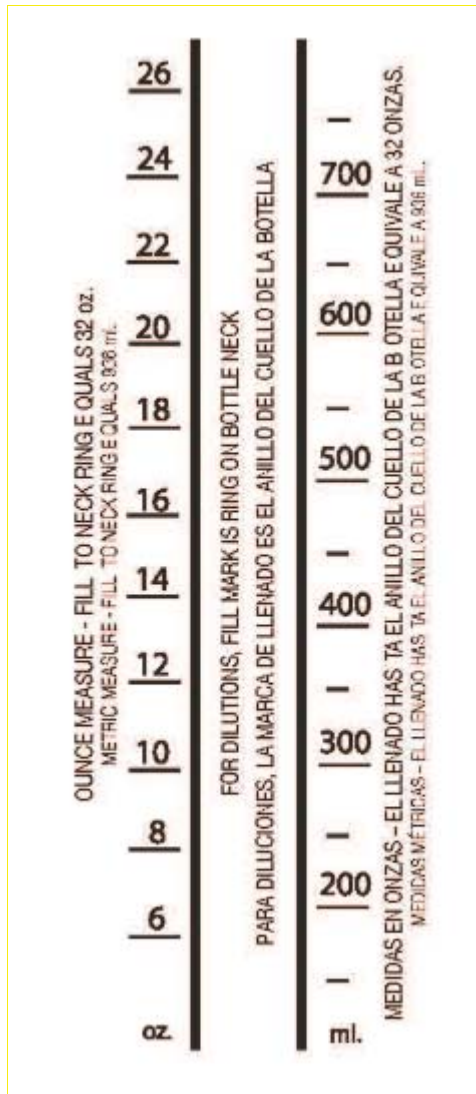 OUNCE MEASURE - FILL TO NECK RING E QUALS 32 oz.
METRIC MEASURE - FILL TO NECK RING E QUALS 936 ml.
26
24
22
20
18
16
14
12
10
8
6
oz.
FOR DILUTIONS, FILL MARK IS RING ON BOTTLE NECK
PARA DILUCIONES, LA MARCA DE LLENADO ES EL ANILLO DEL CUELLO DE LA BOTELLA
700
600
500
400
300
200
ml.
MEDIDAS EN ONZAS - EL LLENADO HAS TA EL ANILLO DEL CUELLO DE LA B OTELLA E QUIVALE A 32 ONZAS.
MEDIDAS MÉTRICAS - EL LLENADO HAS TA EL ANILLO DEL CUELLO DE LA B OTELLA E QUIVALE A 936 ml.